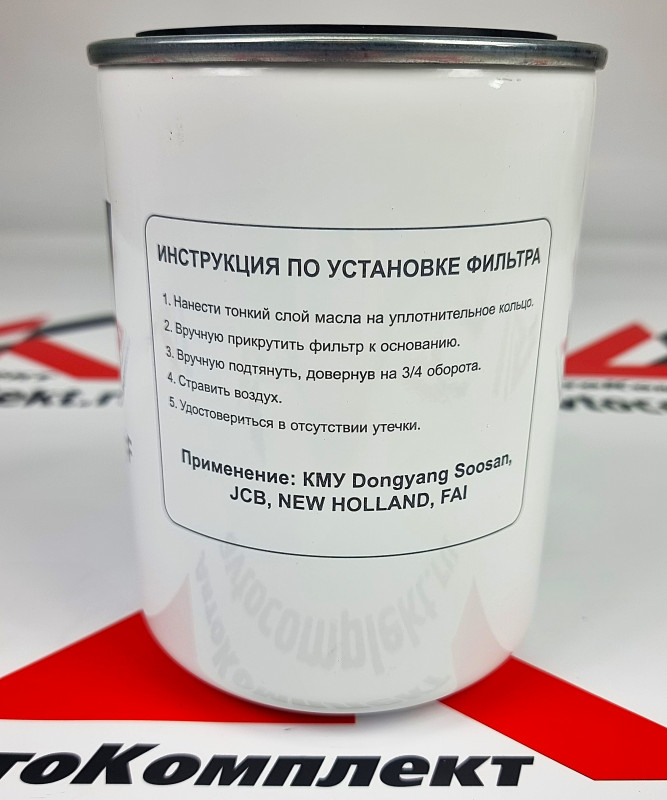 ИНСТРУКЦИЯ ПО УСТАНОВКЕ ФИЛЬТРА
1. Нанести тонкий слой масла на уплотнительное кольцо.
2. Вручную прикрутить фильтр к основанию.
3. Вручную подтянуть, довернув на 3/4 оборота.
4. Стравить воздух.
5. Удостовериться в отсутствии утечки.
Применение: КМУ Dongyang Soosan,
JCB, NEW HOLLAND, FAI
тоКомплект